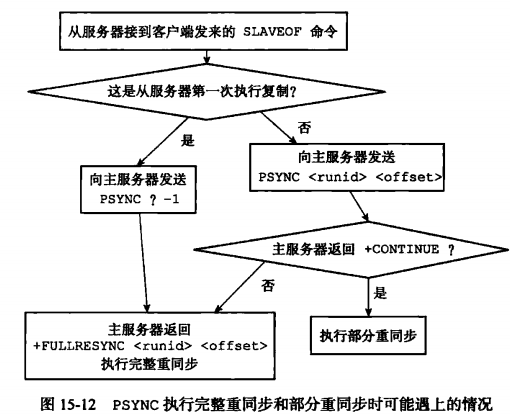 从服务器接到客户端发来的 SLAVEOF 命令
这是从服务器第一次执行复制?
是
否
向主服务器发送
PSYNC ? -1
向主服务器发送
PSYNC <runid> <offset>
主服务器返回 +CONTINUE ?
否
是
主服务器返回
+FULLRESYNC <runid> <offset>
执行完整重同步
执行部分重同步
图 15-12 PSYNC 执行完整重同步和部分重同步时可能遇上的情况